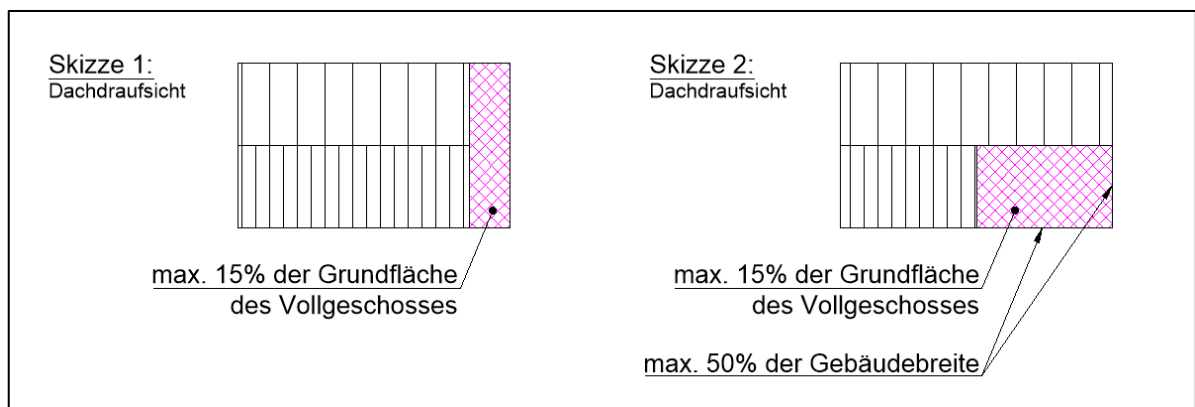 Skizze 1:
Dachdraufsicht
max. 15% der Grundfläche
des Vollgeschosses
Skizze 2:
Dachdraufsicht
max. 15% der Grundfläche
des Vollgeschosses
max. 50% der Gebäudebreite